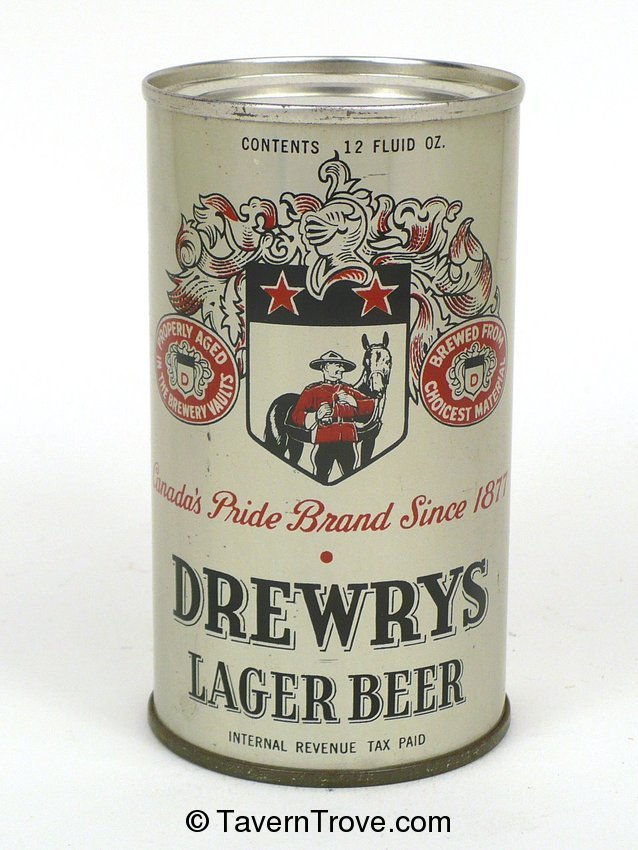 CONTENTS 12 FLUID OZ.
PROPERLY AGED
IN THE BREWERY VAULTS
D
BREWED FROM
CHOICEST MATERIAL
D
Canada's Pride Brand Since 1877
DREWRYS
LAGER BEER
INTERNAL REVENUE TAX PAID
© TavernTrove.com